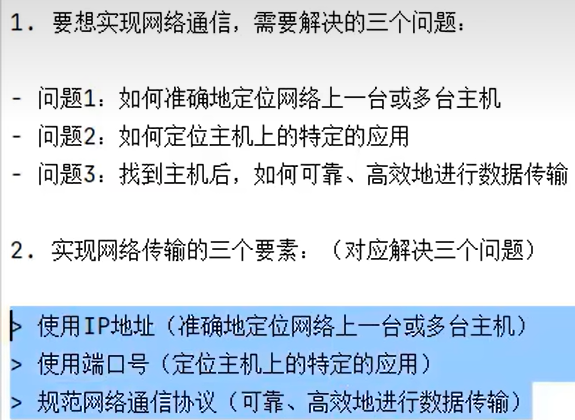 1. 要想实现网络通信，需要解决的三个问题：
- 问题1：如何准确地定位网络上一台或多台主机
- 问题2：如何定位主机上的特定的应用
- 问题3：找到主机后，如何可靠、高效地进行数据传输
2. 实现网络传输的三个要素：（对应解决三个问题）
> 使用IP地址（准确地定位网络上一台或多台主机）
> 使用端口号（定位主机上的特定的应用）
> 规范网络通信协议（可靠、高效地进行数据传输）